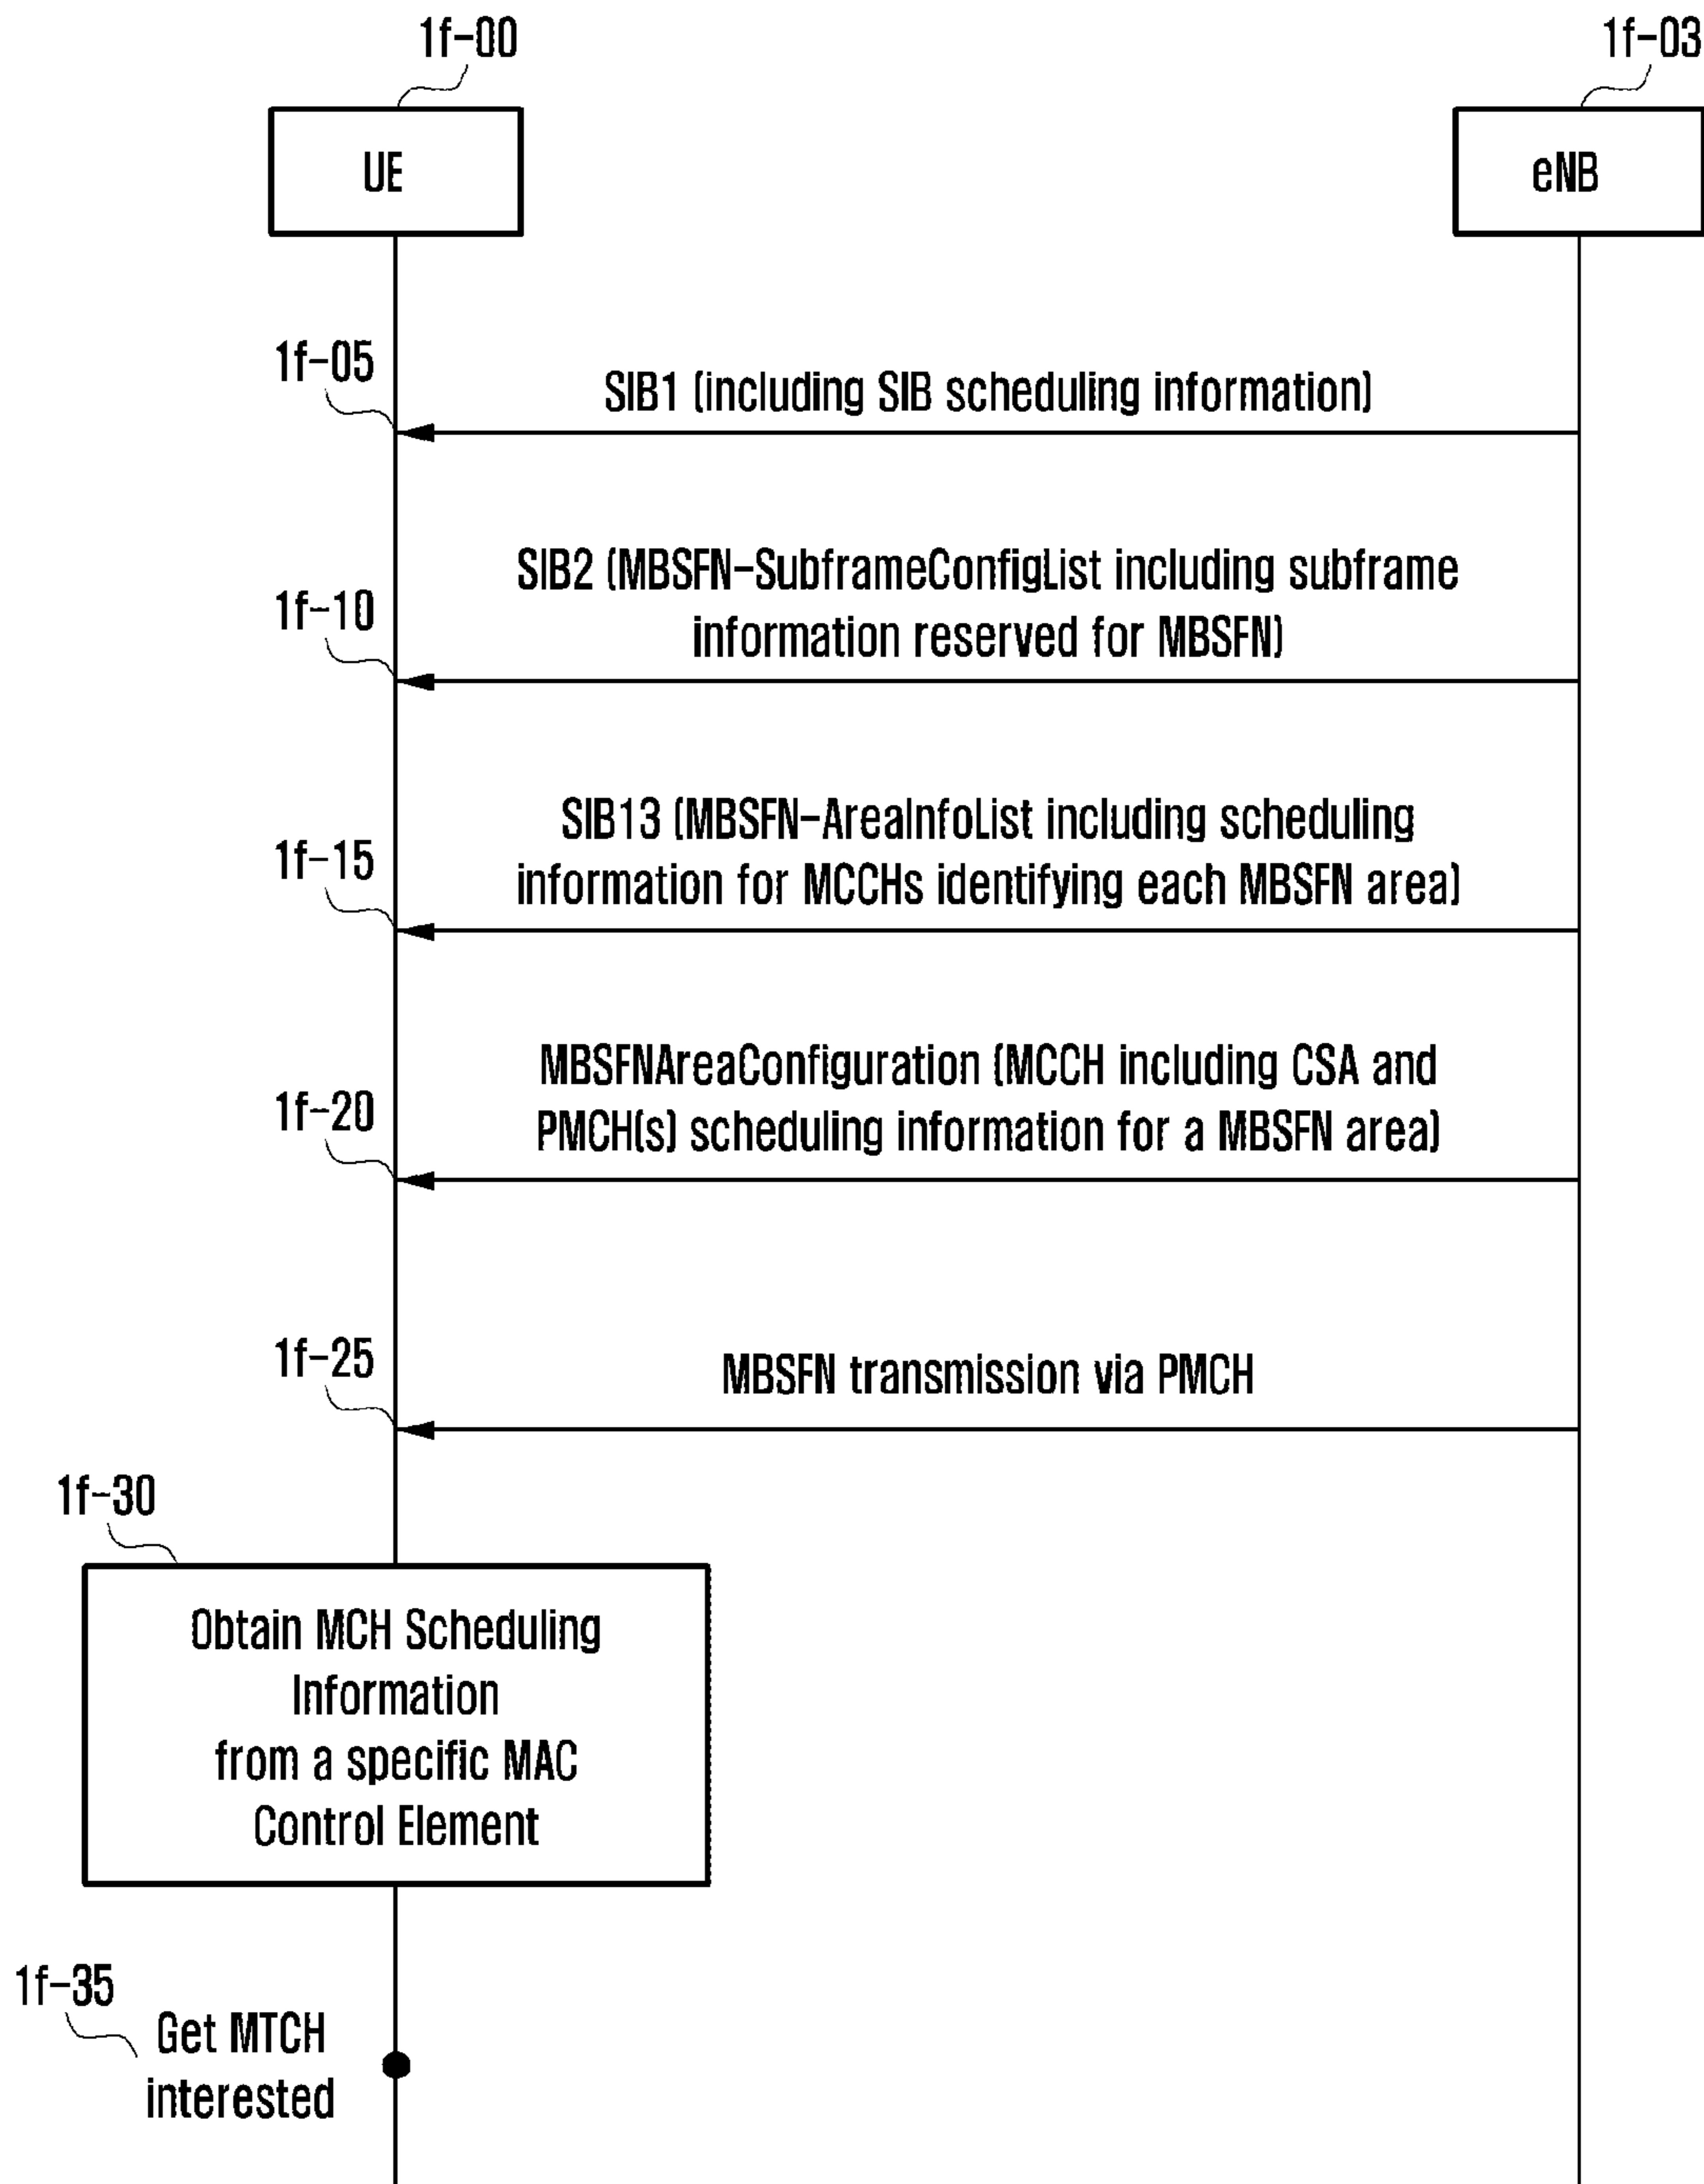 1f-00
1f-03
UE
eNB
1f-05
SIB1 (including SIB scheduling information)
1f-10
SIB2 (MBSFN-SubframeConfigList including subframe
information reserved for MBSFN)
1f-15
SIB13 (MBSFN-AreaInfoList including scheduling
information for MCCHs identifying each MBSFN area)
1f-20
MBSFNAreaConfiguration (MCCH including CSA and
PMCH(s) scheduling information for a MBSFN area)
1f-25
MBSFN transmission via PMCH
1f-30
Obtain MCH Scheduling
Information
from a specific MAC
Control Element
1f-35
Get MTCH
interested